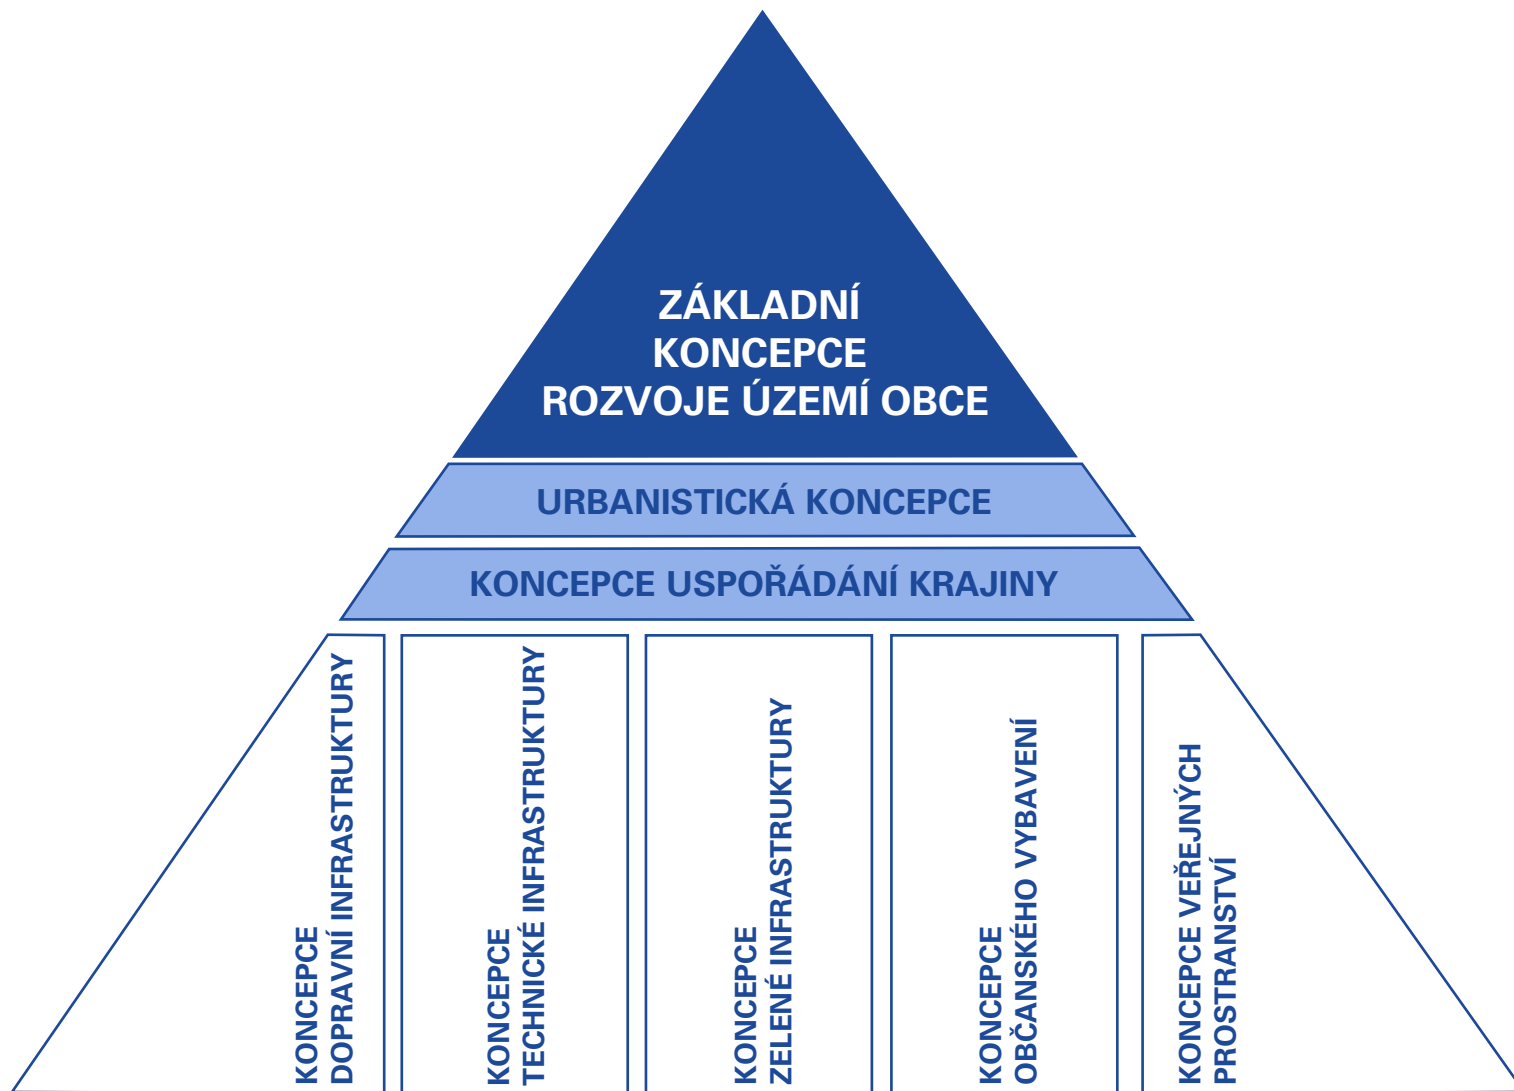 ZÁKLADNÍ
KONCEPCE
ROZVOJE ÚZEMÍ OBCE
URBANISTICKÁ KONCEPCE
KONCEPCE USPOŘÁDÁNÍ KRAJINY
KONCEPCE
DOPRAVNÍ INFRASTRUKTURY
KONCEPCE
TECHNICKÉ INFRASTRUKTURY
KONCEPCE
ZELENÉ INFRASTRUKTURY
KONCEPCE
OBČANSKÉHO VYBAVENÍ
KONCEPCE VEŘEJNÝCH
PROSTRANSTVÍ